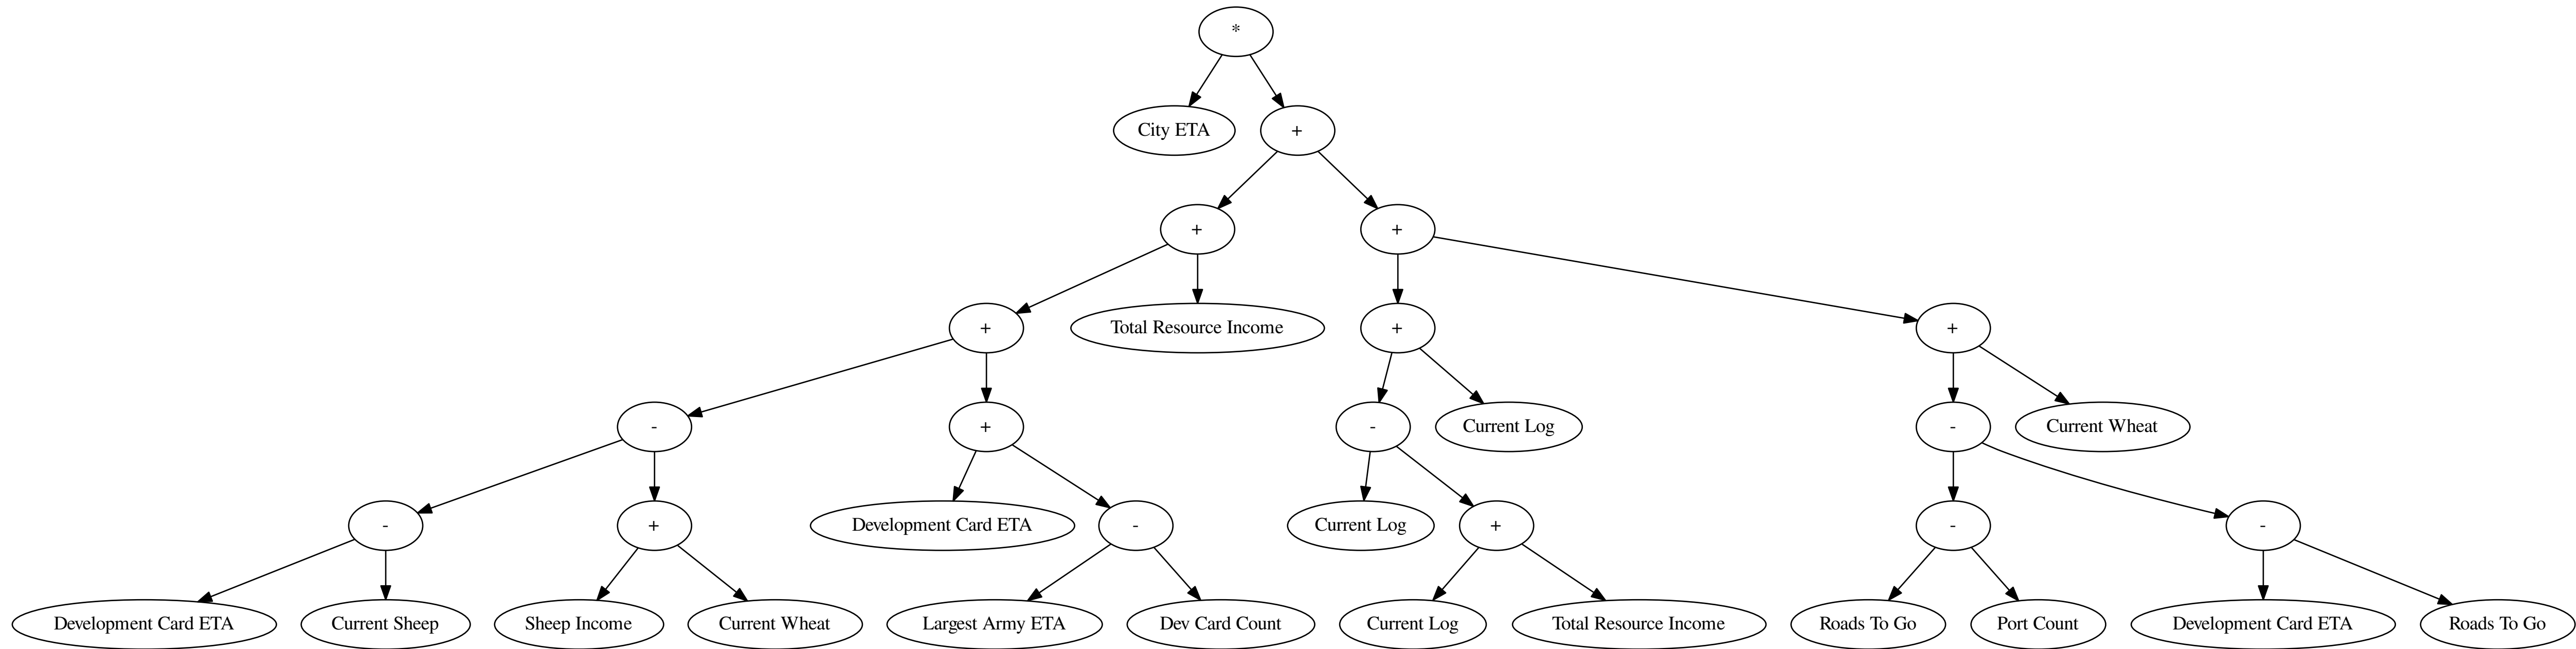 *
City ETA
+
+
+
+
Total Resource Income
+
+
-
+
-
Current Log
-
Current Wheat
-
+
Development Card ETA
-
Current Log
+
-
-
Development Card ETA
Current Sheep
Sheep Income
Current Wheat
Largest Army ETA
Dev Card Count
Current Log
Total Resource Income
Roads To Go
Port Count
Development Card ETA
Roads To Go